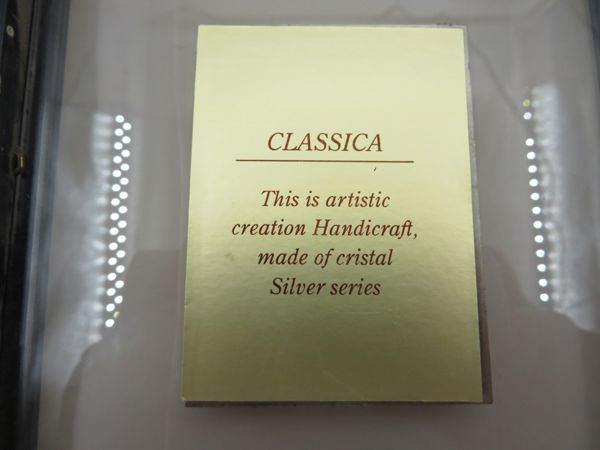 CLASSICA
This is artistic
creation Handicraft,
made of cristal
Silver series